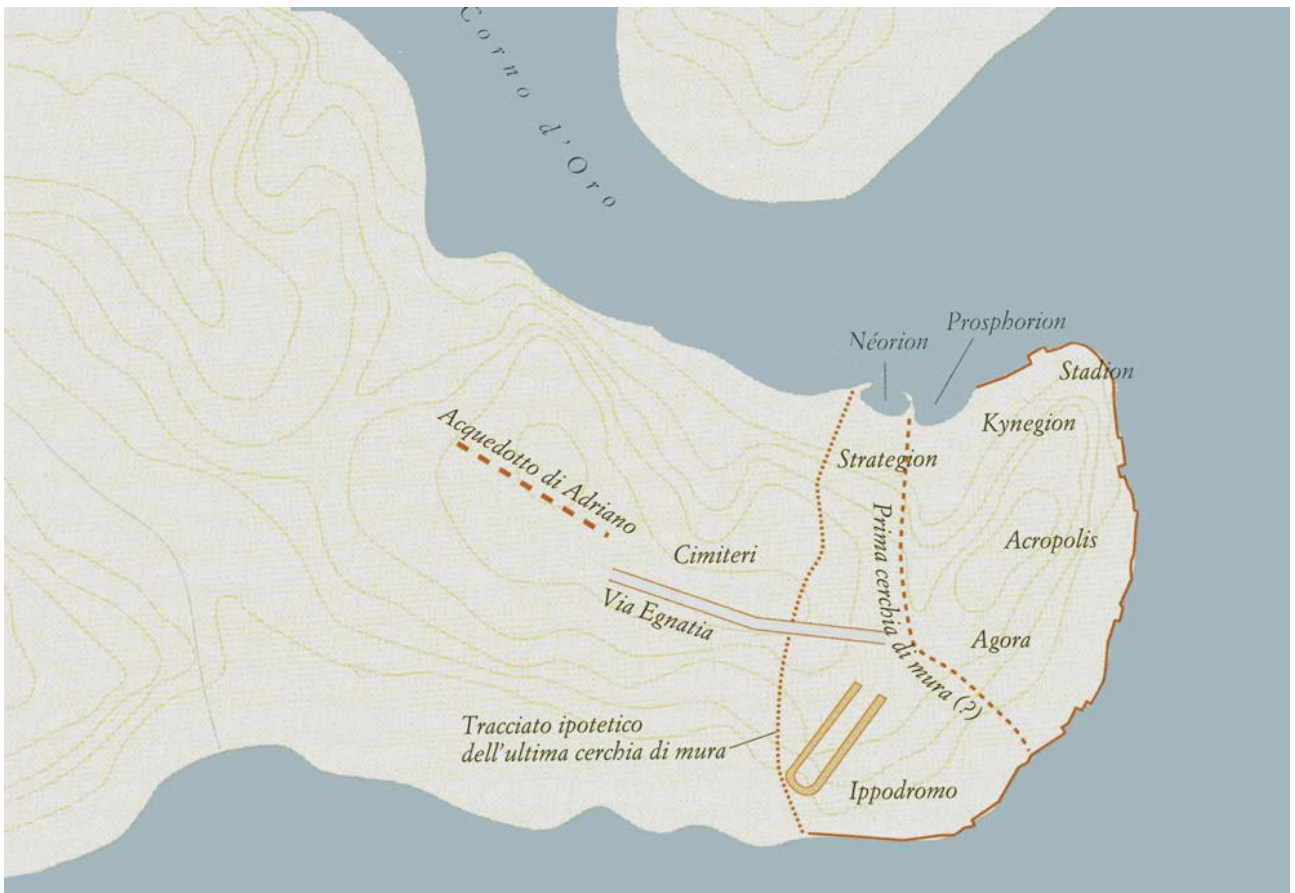 Corno d'Oro
Prosphorion
Néorion
Stadion
Kynegion
Acquedotto di Adriano
Strategion
Prima cerchia di mura (?)
Acropolis
Cimiteri
Via Egnatia
Agora
Tracciato ipotetico
dell'ultima cerchia di mura
Ippodromo